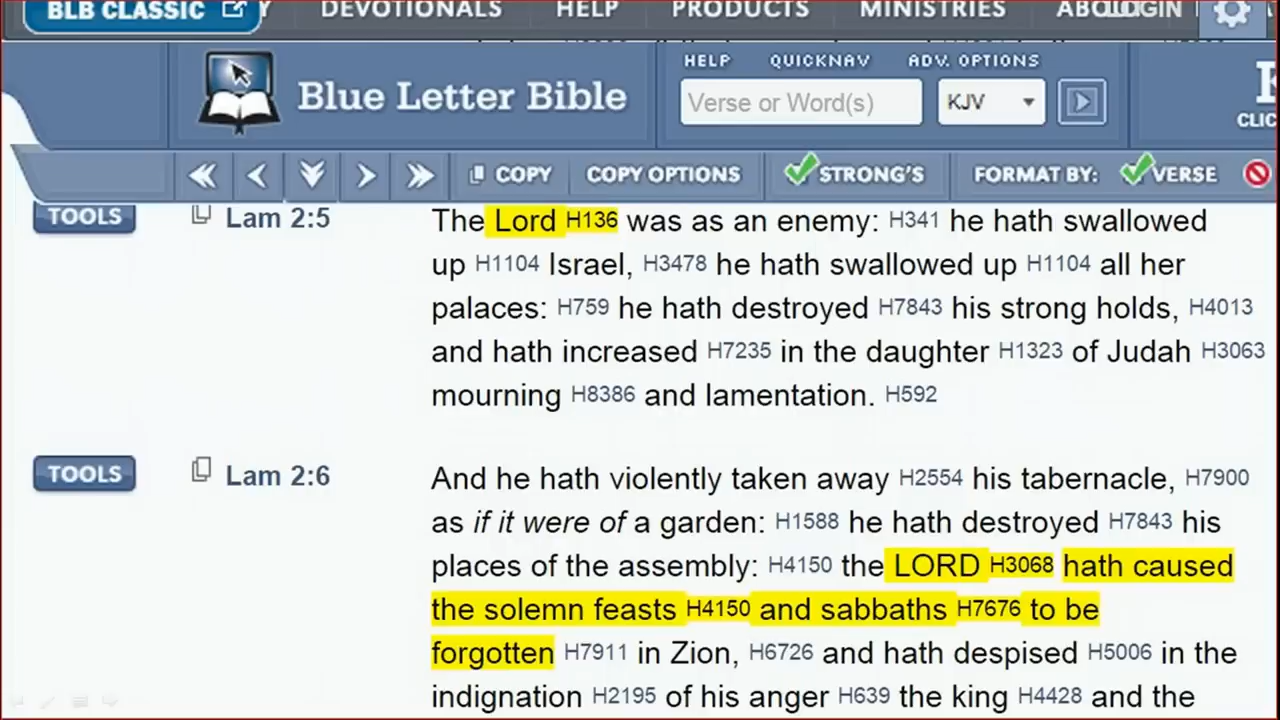 BLB CLASSIC Y DEVOTIONALS HELP PRODUCTS MINISTRIES LOGIN
Blue Letter Bible
HELP QUICKNAV ADV. OPTIONS
Verse or Word(s) KJV
CLIC
COPY COPY OPTIONS STRONG'S FORMAT BY: VERSE
TOOLS Lam 2:5 The Lord H136 was as an enemy: H341 he hath swallowed
up H1104 Israel, H3478 he hath swallowed up H1104 all her
palaces: H759 he hath destroyed H7843 his strong holds, H4013
and hath increased H7235 in the daughter H1323 of Judah H3063
mourning H8386 and lamentation. H592
TOOLS Lam 2:6 And he hath violently taken away H2554 his tabernacle, H7900
as if it were of a garden: H1588 he hath destroyed H7843 his
places of the assembly: H4150 the LORD H3068 hath caused
the solemn feasts H4150 and sabbaths H7676 to be
forgotten H7911 in Zion, H6726 and hath despised H5006 in the
indignation H2195 of his anger H639 the king H4428 and the